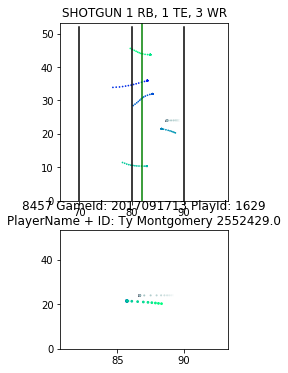 SHOTGUN 1 RB, 1 TE, 3 WR
50
40
30
20
10
0
70 80 90
8457 GameId: 2017091713 PlayId: 1629
PlayerName + ID: Ty Montgomery 2552429.0
40
20
0
85 90